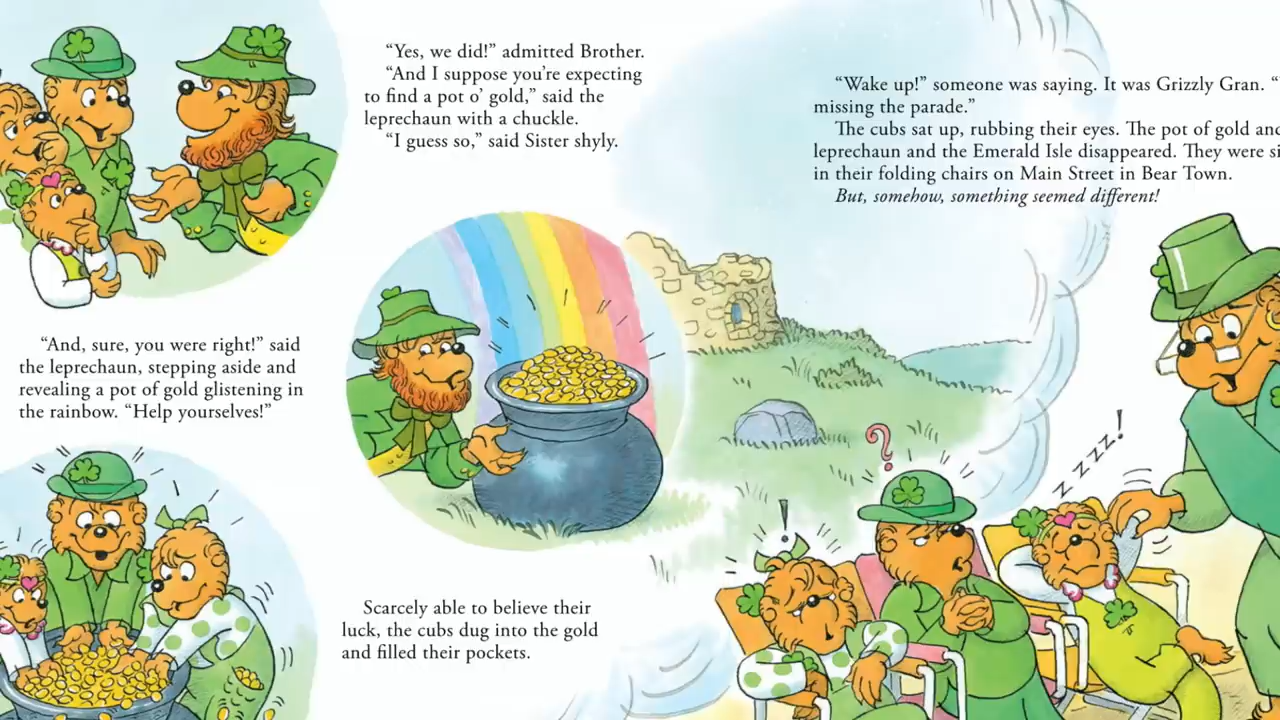 “Yes, we did!” admitted Brother.
“And I suppose you’re expecting
to find a pot o’ gold,” said the
leprechaun with a chuckle.
“I guess so,” said Sister shyly.
“And, sure, you were right!” said
the leprechaun, stepping aside and
revealing a pot of gold glistening in
the rainbow. “Help yourselves!”
Scarcely able to believe their
luck, the cubs dug into the gold
and filled their pockets.
“Wake up!” someone was saying. It was Grizzly Gran. “
missing the parade.”
The cubs sat up, rubbing their eyes. The pot of gold and
leprechaun and the Emerald Isle disappeared. They were
in their folding chairs on Main Street in Bear Town.
But, somehow, something seemed different!
?
!
zzzz!